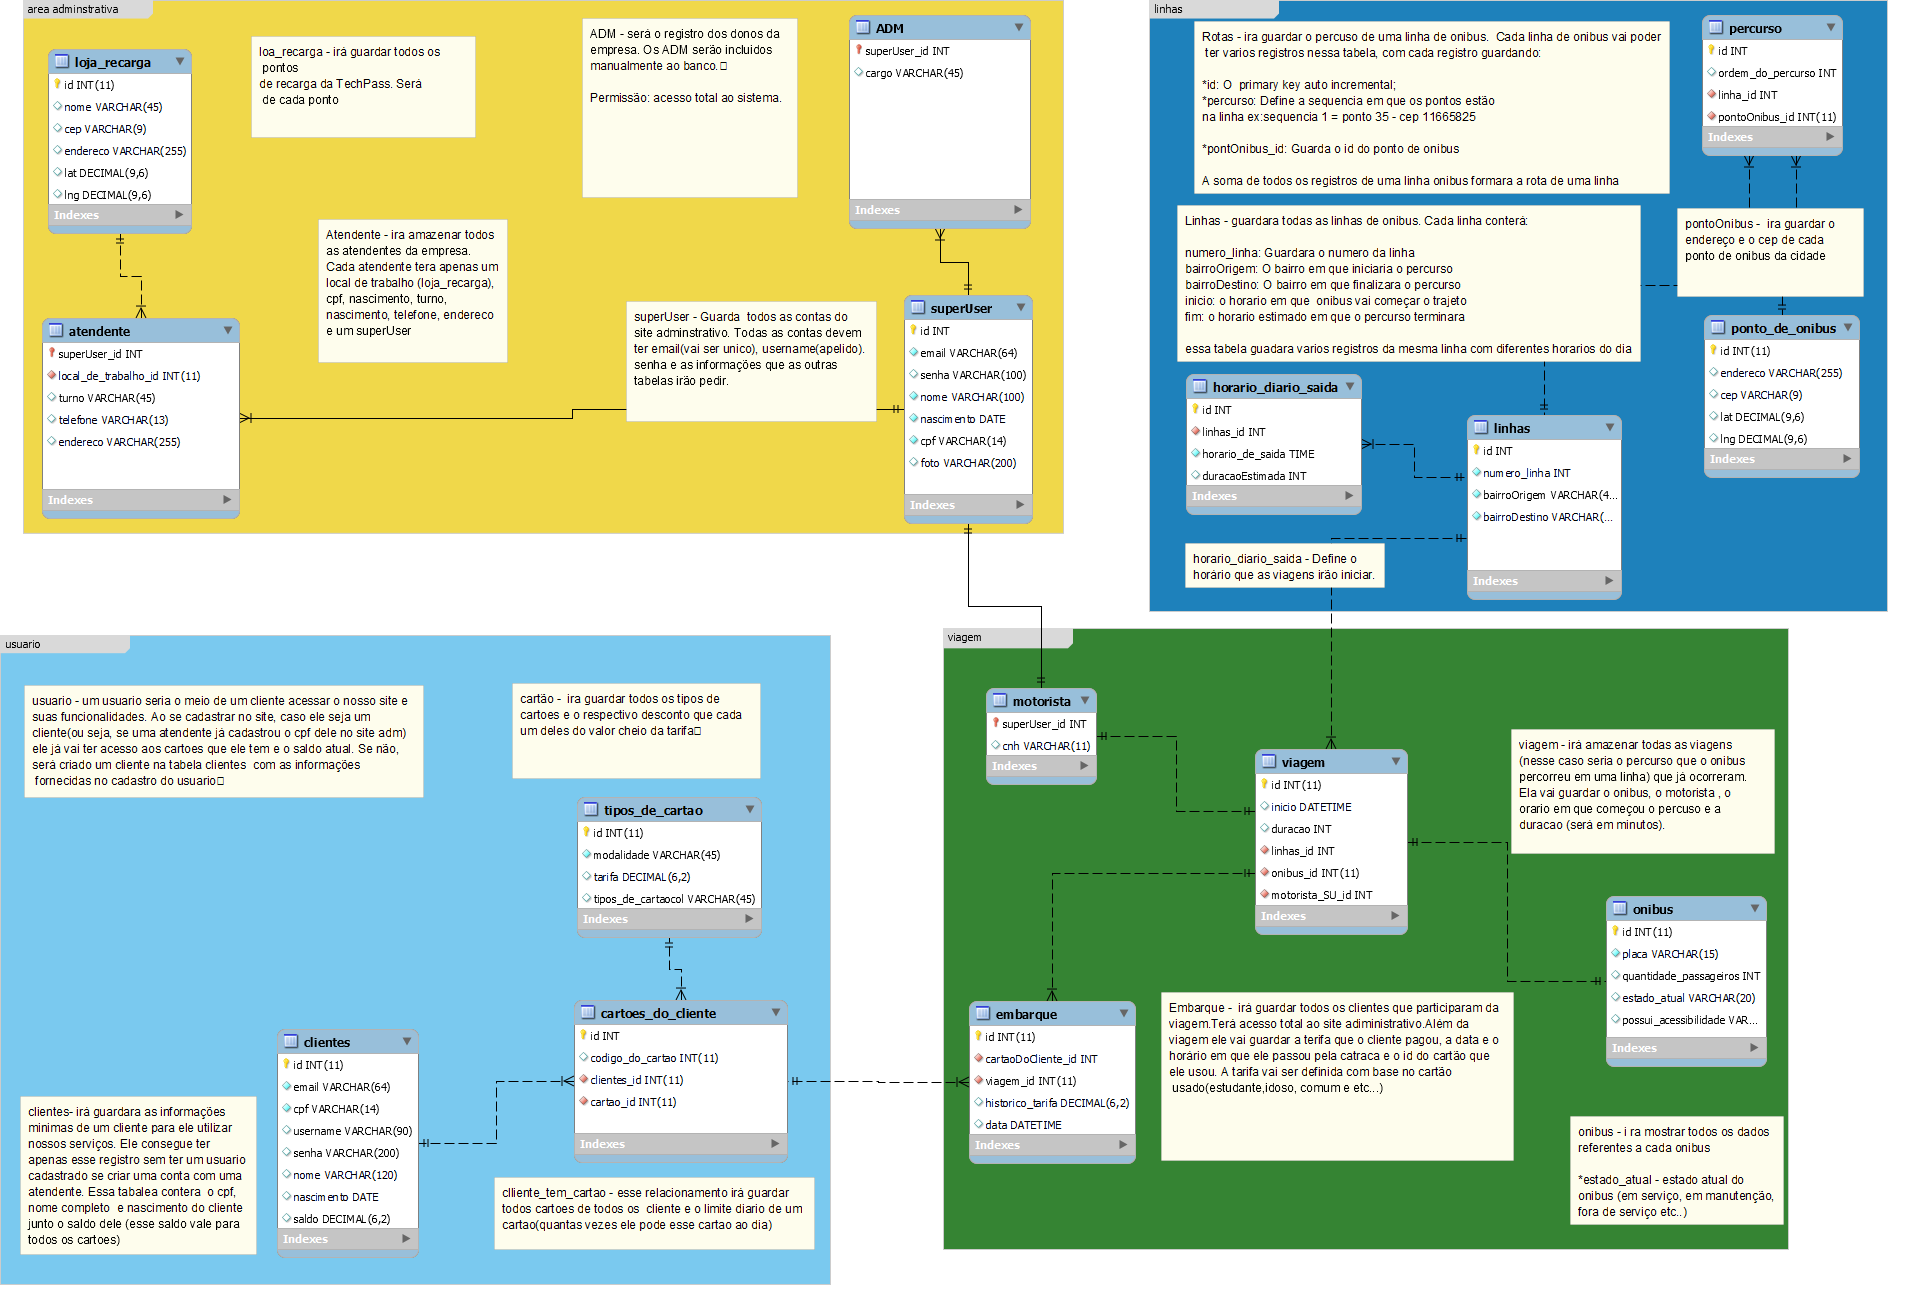 area adminstrativa
loja_recarga
id INT(11)
nome VARCHAR(45)
cep VARCHAR(9)
endereco VARCHAR(255)
lat DECIMAL(9,6)
lng DECIMAL(9,6)
Indexes
loa_recarga - irá guardar todos os
pontos
de recarga da TechPass. Será
de cada ponto
ADM - será o registro dos donos da
empresa. Os ADM serão incluidos
manualmente ao banco.
Permissão: acesso total ao sistema.
ADM
superUser_id INT
cargo VARCHAR(45)
Indexes
Atendente - ira amazenar todos
as atendentes da empresa.
Cada atendente tera apenas um
local de trabalho (loja_recarga),
cpf, nascimento, turno,
nascimento, telefone, endereco
e um superUser
atendente
superUser_id INT
local_de_trabalho_id INT(11)
turno VARCHAR(45)
telefone VARCHAR(13)
endereco VARCHAR(255)
Indexes
superUser - Guarda  todos as contas do
site adminstrativo. Todas as contas devem
ter email(vai ser unico), username(apelido).
senha e as informações que as outras
tabelas irão pedir.
superUser
id INT
email VARCHAR(64)
senha VARCHAR(100)
nome VARCHAR(100)
nascimento DATE
cpf VARCHAR(14)
foto VARCHAR(200)
Indexes
linhas
Rotas - ira guardar o percuso de uma linha de onibus.  Cada linha de onibus vai poder
ter varios registros nessa tabela, com cada registro guardando:
*id: O  primary key auto incremental;
*percurso: Define a sequencia em que os pontos estão
na linha ex:sequencia 1 = ponto 35 - cep 11665825
*pontOnibus_id: Guarda o id do ponto de onibus
A soma de todos os registros de uma linha onibus formara a rota de uma linha
percurso
id INT
ordem_do_percurso INT
linha_id INT
pontoOnibus_id INT(11)
Indexes
Linhas - guardara todas as linhas de onibus. Cada linha conterá:
numero_linha: Guardara o numero da linha
bairroOrigem: O bairro em que iniciaria o percurso
bairroDestino: O bairro em que finalizara o percurso
inicio: o horario em que  onibus vai começar o trajeto
fim: o horario estimado em que o percurso terminara
essa tabela guadara varios registros da mesma linha com diferentes horarios do dia
pontoOnibus -  ira guardar o
endereço e o cep de cada
ponto de onibus da cidade
ponto_de_onibus
id INT(11)
endereco VARCHAR(255)
cep VARCHAR(9)
lat DECIMAL(9,6)
lng DECIMAL(9,6)
Indexes
horario_diario_saida
id INT
linhas_id INT
horario_de_saida TIME
duracaoEstimada INT
Indexes
linhas
id INT
numero_linha INT
bairroOrigem VARCHAR(4...
bairroDestino VARCHAR(...
Indexes
horario_diario_saida - Define o
horário que as viagens irão iniciar.
usuario
usuario - um usuario seria o meio de um cliente acessar o nosso site e
suas funcionalidades. Ao se cadastrar no site, caso ele seja um
cliente(ou seja, se uma atendente já cadastrou o cpf dele no site adm)
ele já vai ter acesso aos cartoes que ele tem e o saldo atual. Se não,
será criado um cliente na tabela clientes  com as informações
fornecidas no cadastro do usuario
cartão -  ira guardar todos os tipos de
cartoes e o respectivo desconto que cada
um deles do valor cheio da tarifa
tipos_de_cartao
id INT(11)
modalidade VARCHAR(45)
tarifa DECIMAL(6,2)
tipos_de_cartaocol VARCHAR(45)
Indexes
cartoes_do_cliente
id INT
codigo_do_cartao INT(11)
clientes_id INT(11)
cartao_id INT(11)
Indexes
clientes
id INT(11)
email VARCHAR(64)
cpf VARCHAR(14)
username VARCHAR(90)
senha VARCHAR(200)
nome VARCHAR(120)
nascimento DATE
saldo DECIMAL(6,2)
Indexes
clientes- irá guardara as informações
minimas de um cliente para ele utilizar
nossos serviços. Ele consegue ter
apenas esse registro sem ter um usuario
cadastrado se criar uma conta com uma
atendente. Essa tabalea contera  o cpf,
nome completo  e nascimento do cliente
junto o saldo dele (esse saldo vale para
todos os cartoes)
clliente_tem_cartao - esse relacionamento irá guardar
todos cartoes de todos os  cliente e o limite diario de um
cartao(quantas vezes ele pode esse cartao ao dia)
viagem
motorista
superUser_id INT
cnh VARCHAR(11)
Indexes
viagem
id INT(11)
inicio DATETIME
duracao INT
linhas_id INT
onibus_id INT(11)
motorista_SU_id INT
Indexes
viagem - irá amazenar todas as viagens
(nesse caso seria o percurso que o onibus
percorreu em uma linha) que já ocorreram.
Ela vai guardar o onibus, o motorista , o
orario em que começou o percuso e a
duracao (será em minutos).
onibus
id INT(11)
placa VARCHAR(15)
quantidade_passageiros INT
estado_atual VARCHAR(20)
possui_acessibilidade VAR...
Indexes
embarque
id INT(11)
cartaoDoCliente_id INT
viagem_id INT(11)
historico_tarifa DECIMAL(6,2)
data DATETIME
Indexes
Embarque -  irá guardar todos os clientes que participaram da
viagem.Terá acesso total ao site adiministrativo.Além da
viagem ele vai guardar a terifa que o cliente pagou, a data e o
horário em que ele passou pela catraca e o id do cartão que
ele usou. A tarifa vai ser definida com base no cartão
usado(estudante,idoso, comum e etc...)
onibus - i ra mostrar todos os dados
referentes a cada onibus
*estado_atual - estado atual do
onibus (em serviço, em manutenção,
fora de serviço etc..)